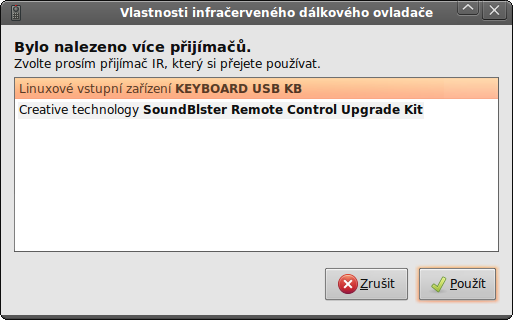 Vlastnosti infračerveného dálkového ovladače
Bylo nalezeno více přijímačů.
Zvolte prosím přijímač IR, který si přejete používat.
Linuxové vstupní zařízení KEYBOARD USB KB
Creative technology SoundBlster Remote Control Upgrade Kit
Zrušit
Použít